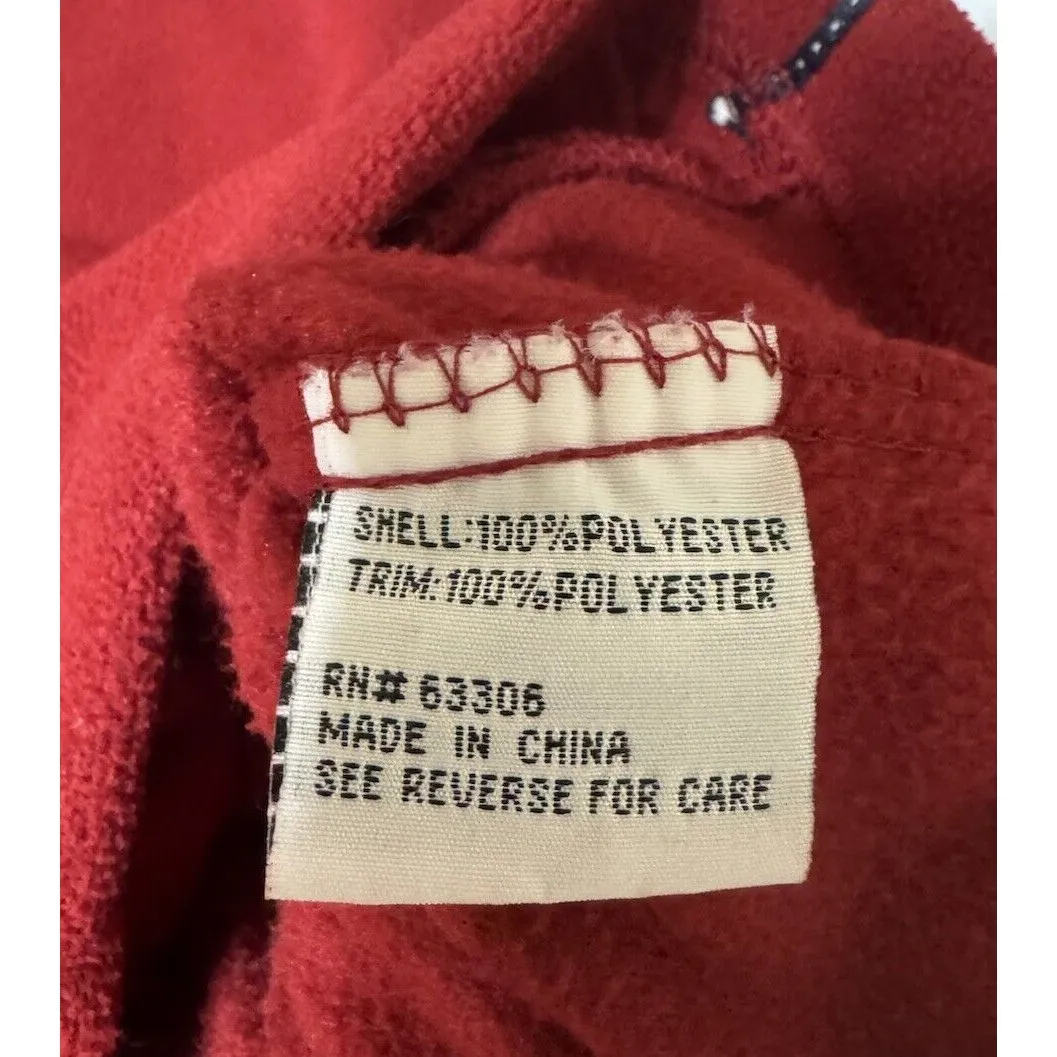 SHELL:100%POLYESTER
TRIM:100%POLYESTER
RN# 63306
MADE IN CHINA
SEE REVERSE FOR CARE